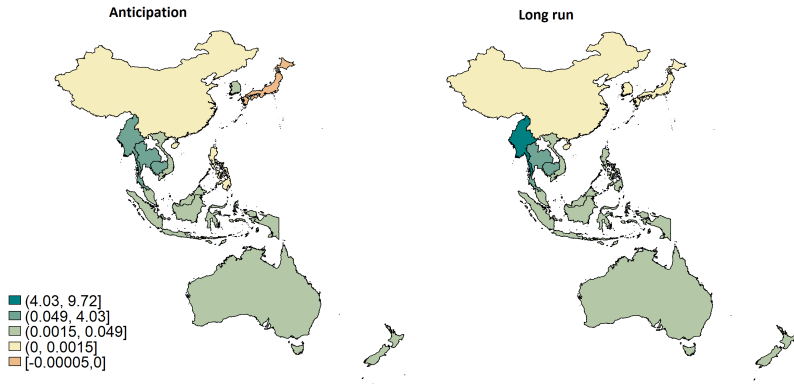 Anticipation
Long run
(4.03, 9.72]
(0.049, 4.03]
(0.0015, 0.049]
(0, 0.0015]
[-0.00005,0]